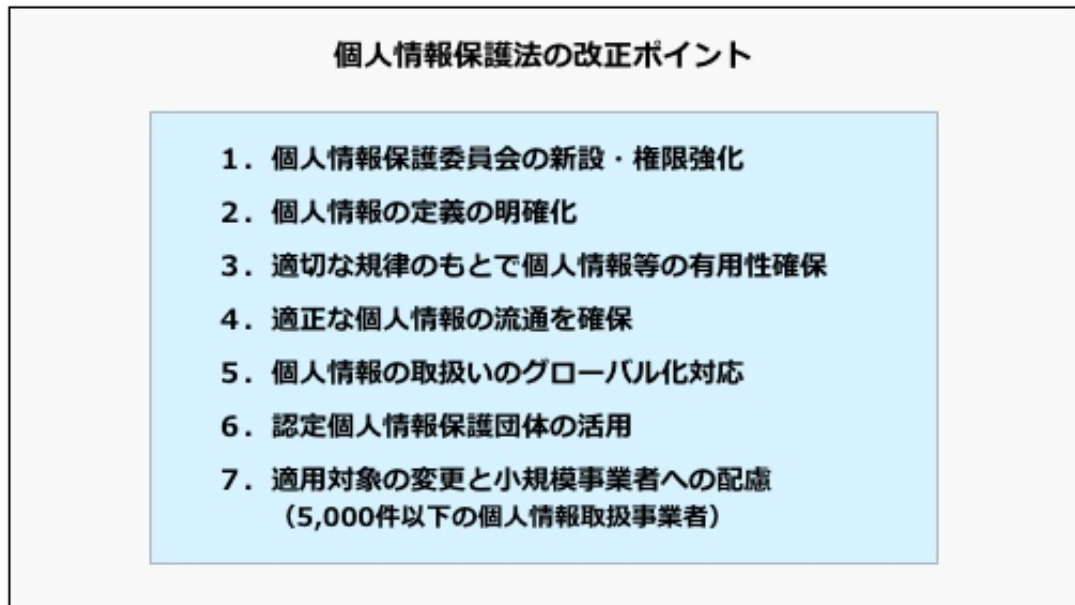 個人情報保護法の改正ポイント
1．個人情報保護委員会の新設・権限強化
2．個人情報の定義の明確化
3．適切な規律のもとで個人情報等の有用性確保
4．適正な個人情報の流通を確保
5．個人情報の取扱いのグローバル化対応
6．認定個人情報保護団体の活用
7．適用対象の変更と小規模事業者への配慮
（5,000件以下の個人情報取扱事業者）